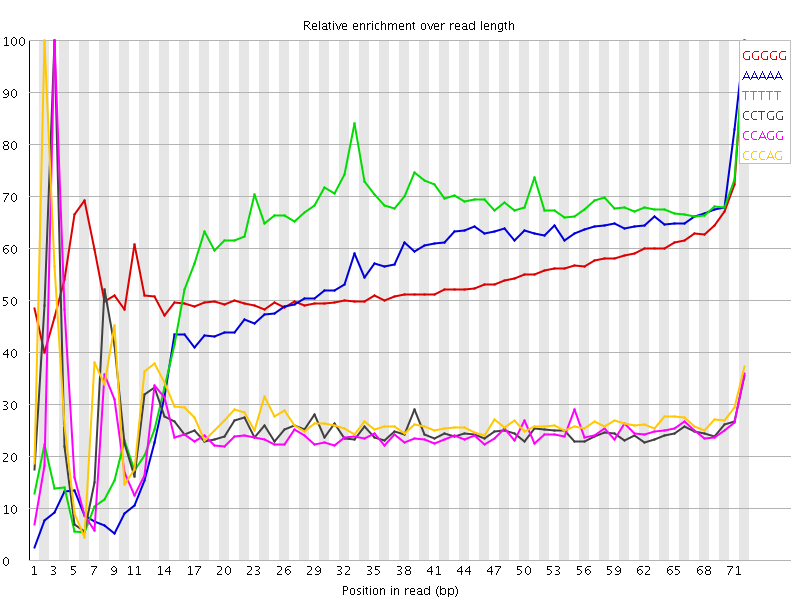 Relative enrichment over read length
100
90
80
70
60
50
40
30
20
10
0
GGGGG
AAAAA
TTTTT
CCTGG
CCAGG
CCCAG
1 3 5 7 9 11 14 17 20 23 26 29 32 35 38 41 44 47 50 53 56 59 62 65 68 71
Position in read (bp)